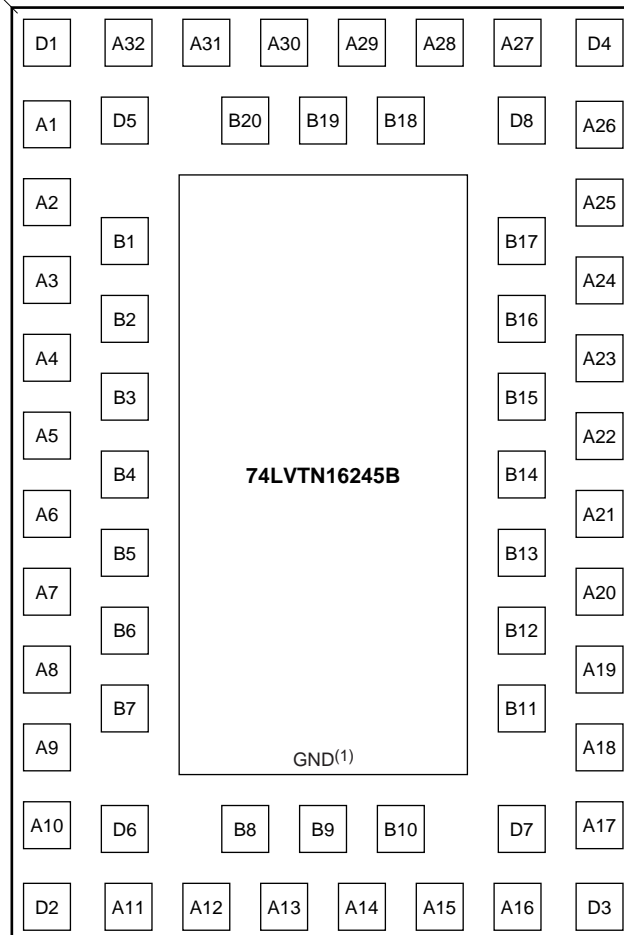 D1 A32 A31 A30 A29 A28 A27 D4
A1 D5 B20 B19 B18 D8 A26
A2 A25
B1 B17
A3 A24
B2 B16
A4 A23
B3 B15
A5 A22
B4 74LVTN16245B B14
A6 A21
B5 B13
A7 A20
B6 B12
A8 A19
B7 B11
A9 GND(1) A18
A10 D6 B8 B9 B10 D7 A17
D2 A11 A12 A13 A14 A15 A16 D3